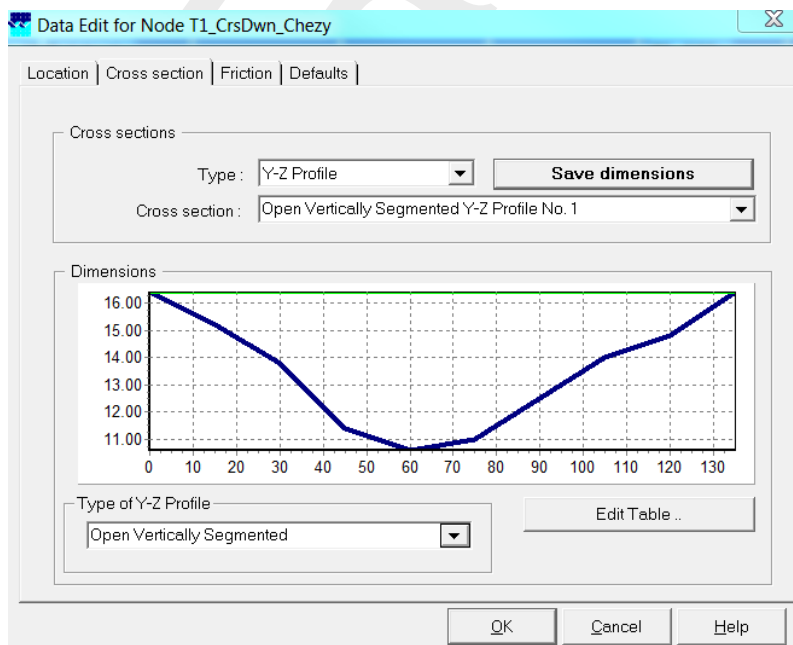 Data Edit for Node T1_CrsDwn_Chezy
Location Cross section Friction Defaults
Cross sections
Type : Y-Z Profile Save dimensions
Cross section : Open Vertically Segmented Y-Z Profile No. 1
Dimensions
16.00
15.00
14.00
13.00
12.00
11.00
0 10 20 30 40 50 60 70 80 90 100 110 120 130
Type of Y-Z Profile
Open Vertically Segmented
Edit Table ..
OK Cancel Help